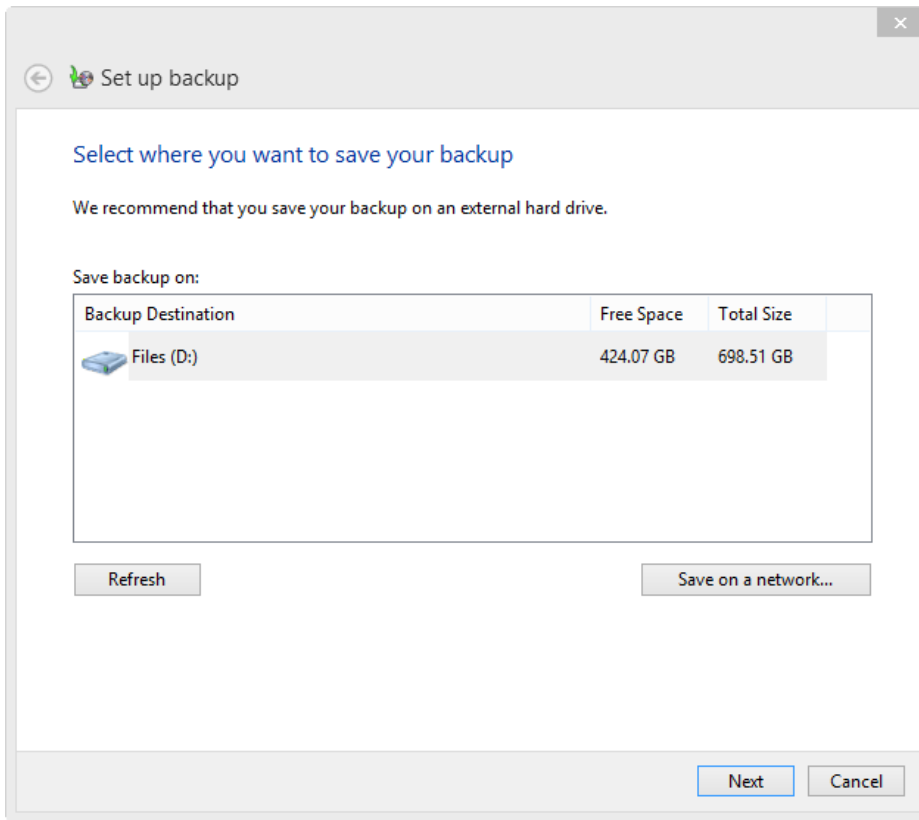 Set up backup
Select where you want to save your backup
We recommend that you save your backup on an external hard drive.
Save backup on:
Backup Destination Free Space Total Size
Files (D:) 424.07 GB 698.51 GB
Refresh Save on a network...
Next Cancel